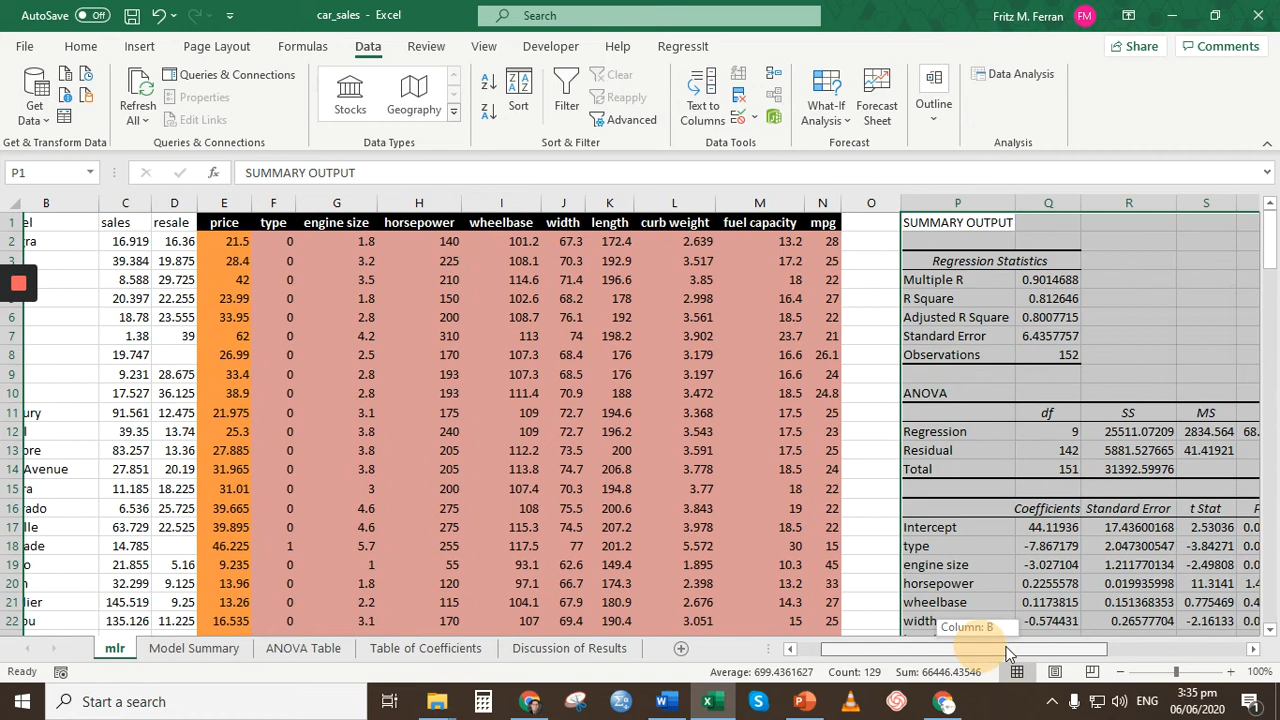 AutoSave Off car_sales - Excel Search Fritz M. Ferran FM
File Home Insert Page Layout Formulas Data Review View Developer Help RegressIt Share Comments
Get Data Refresh All Queries & Connections Properties Edit Links Stocks Geography Sort Filter Clear Reapply Advanced Text to Columns What-If Analysis Forecast Sheet Outline Data Analysis
Get & Transform Data Queries & Connections Data Types Sort & Filter Data Tools Forecast Analysis
P1 fx SUMMARY OUTPUT
B C D E F G H I J K L M N O P Q R S
1 el sales resale price type engine size horsepower wheelbase width length curb weight fuel capacity mpg SUMMARY OUTPUT
2 gra 16.919 16.36 21.5 0 1.8 140 101.2 67.3 172.4 2.639 13.2 28
3 39.384 19.875 28.4 0 3.2 225 108.1 70.3 192.9 3.517 17.2 25 Regression Statistics
8.588 29.725 42 0 3.5 210 114.6 71.4 196.6 3.85 18 22 Multiple R 0.9014688
20.397 22.255 23.99 0 1.8 150 102.6 68.2 178 2.998 16.4 27 R Square 0.812646
6 18.78 23.555 33.95 0 2.8 200 108.7 76.1 192 3.561 18.5 22 Adjusted R Square 0.8007715
7 1.38 39 62 0 4.2 310 113 74 198.2 3.902 23.7 21 Standard Error 6.4357757
8 19.747 26.99 0 2.5 170 107.3 68.4 176 3.179 16.6 26.1 Observations 152
9 9.231 28.675 33.4 0 2.8 193 107.3 68.5 176 3.197 16.6 24
10 17.527 36.125 38.9 0 2.8 193 111.4 70.9 188 3.472 18.5 24.8 ANOVA
11 ury 91.561 12.475 21.975 0 3.1 175 109 72.7 194.6 3.368 17.5 25 df SS MS
12 l 39.35 13.74 25.3 0 3.8 240 109 72.7 196.2 3.543 17.5 23 Regression 9 25511.07209 2834.564 68.
13 ore 83.257 13.36 27.885 0 3.8 205 112.2 73.5 200 3.591 17.5 25 Residual 142 5881.527665 41.41921
14 Avenue 27.851 20.19 31.965 0 3.8 205 113.8 74.7 206.8 3.778 18.5 24 Total 151 31392.59976
15 ra 11.185 18.225 31.01 0 3 200 107.4 70.3 194.8 3.77 18 22
16 rado 6.536 25.725 39.665 0 4.6 275 108 75.5 200.6 3.843 19 22 Coefficients Standard Error t Stat P
17 lle 63.729 22.525 39.895 0 4.6 275 115.3 74.5 207.2 3.978 18.5 22 Intercept 44.11936 17.43600168 2.53036 0.0
18 ade 14.785 46.225 1 5.7 255 117.5 77 201.2 5.572 30 15 type -7.867179 2.047300547 -3.84271 0.0
19 o 21.855 5.16 9.235 0 1 55 93.1 62.6 149.4 1.895 10.3 45 engine size -3.027104 1.211770134 -2.49808 0.0
20 32.299 9.125 13.96 0 1.8 120 97.1 66.7 174.3 2.398 13.2 33 horsepower 0.2255578 0.019935998 11.3141 1.4
21 lier 145.519 9.25 13.26 0 2.2 115 104.1 67.9 180.9 2.676 14.3 27 wheelbase 0.1173815 0.151368353 0.775469 0.4
22 ou 135.126 11.225 16.535 0 3.1 170 107 69.4 190.4 3.051 15 25 width -0.574431 0.26577704 -2.16133 0.0
Column: B
mlr Model Summary ANOVA Table Table of Coefficients Discussion of Results
Ready Average: 699.4361627 Count: 129 Sum: 66446.43546 100%
Start a search ENG 3:35 pm 06/06/2020 1